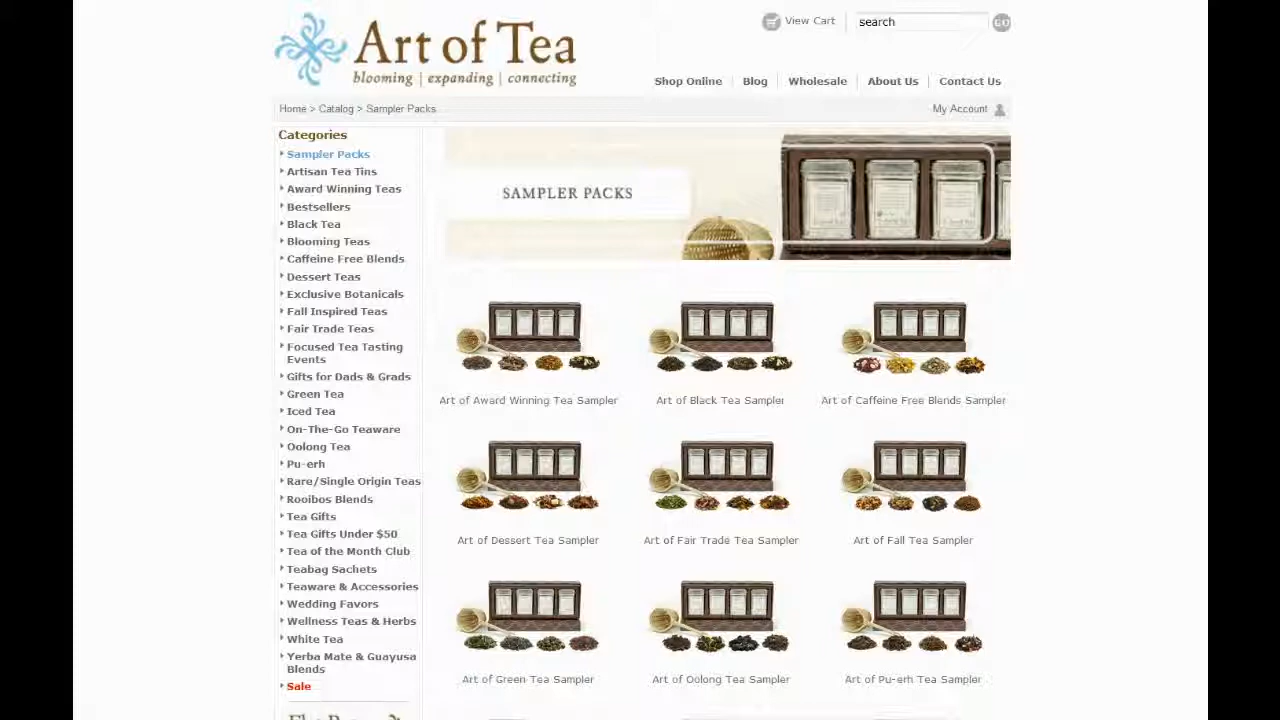 Art of Tea
blooming | expanding | connecting
View Cart
search
GO
Shop Online
Blog
Wholesale
About Us
Contact Us
Home > Catalog > Sampler Packs
My Account
Categories
Sampler Packs
Artisan Tea Tins
Award Winning Teas
Bestsellers
Black Tea
Blooming Teas
Caffeine Free Blends
Dessert Teas
Exclusive Botanicals
Fall Inspired Teas
Fair Trade Teas
Focused Tea Tasting
Events
Gifts for Dads & Grads
Green Tea
Iced Tea
On-The-Go Teaware
Oolong Tea
Pu-erh
Rare/Single Origin Teas
Rooibos Blends
Tea Gifts
Tea Gifts Under $50
Tea of the Month Club
Teabag Sachets
Teaware & Accessories
Wedding Favors
Wellness Teas & Herbs
White Tea
Yerba Mate & Guayusa
Blends
Sale
SAMPLER PACKS
Art of Award Winning Tea Sampler
Art of Black Tea Sampler
Art of Caffeine Free Blends Sampler
Art of Dessert Tea Sampler
Art of Fair Trade Tea Sampler
Art of Fall Tea Sampler
Art of Green Tea Sampler
Art of Oolong Tea Sampler
Art of Pu-erh Tea Sampler